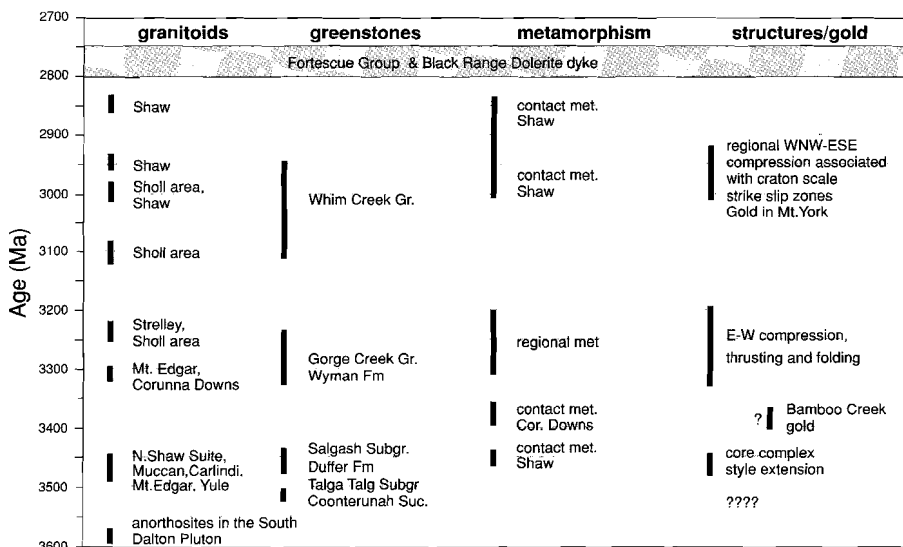 granitoids
greenstones
metamorphism
structures/gold
Age (Ma)
2700
2800
2900
3000
3100
3200
3300
3400
3500
3600
Fortescue Group & Black Range Dolerite dyke
Shaw
Shaw
Sholl area,
Shaw
Sholl area
Strelley,
Sholl area
Mt. Edgar,
Corunna Downs
N.Shaw Suite,
Muccan,Carlindi,
Mt.Edgar, Yule
anorthosites in the South
Dalton Pluton
Whim Creek Gr.
Gorge Creek Gr.
Wyman Fm
Salgash Subgr.
Duffer Fm
Talga Talg Subgr
Coonterunah Suc.
contact met.
Shaw
contact met.
Shaw
regional met
contact met.
Cor. Downs
contact met.
Shaw
regional WNW-ESE
compression associated
with craton scale
strike slip zones
Gold in Mt.York
E-W compression,
thrusting and folding
? Bamboo Creek
gold
core complex
style extension
????